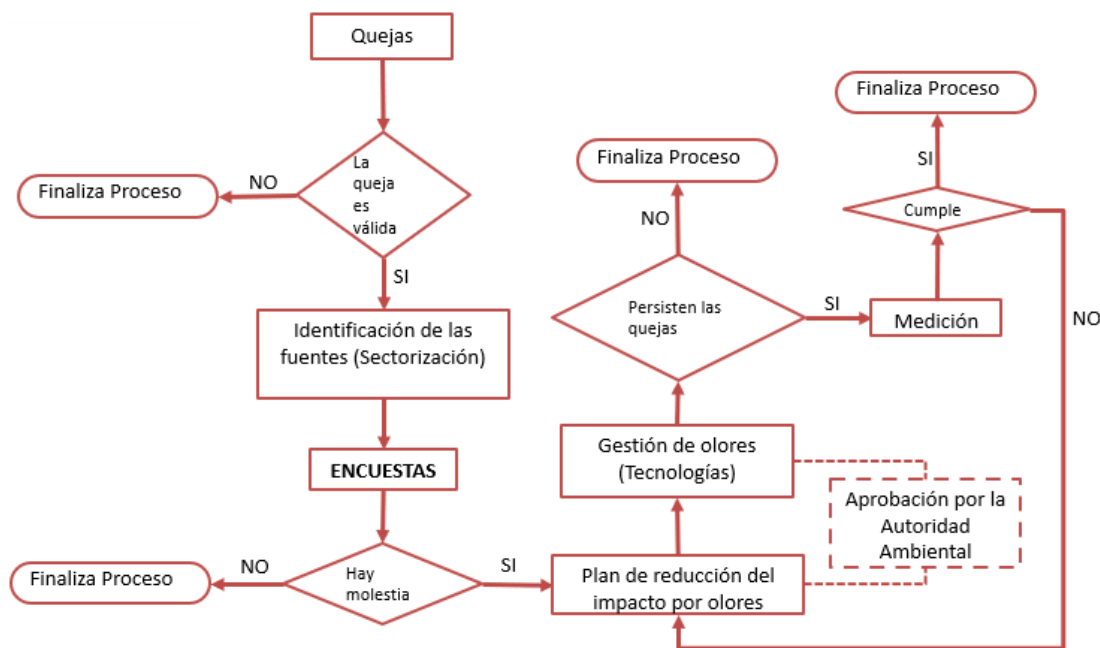 Quejas
La
queja
es
válida
NO
Finaliza Proceso
SI
Identificación de las
fuentes (Sectorización)
ENCUESTAS
Hay
molestia
NO
Finaliza Proceso
SI
Plan de reducción del
impacto por olores
Aprobación por la
Autoridad
Ambiental
Gestión de olores
(Tecnologías)
Persisten las
quejas
NO
Finaliza Proceso
SI
Medición
Cumple
SI
Finaliza Proceso
NO